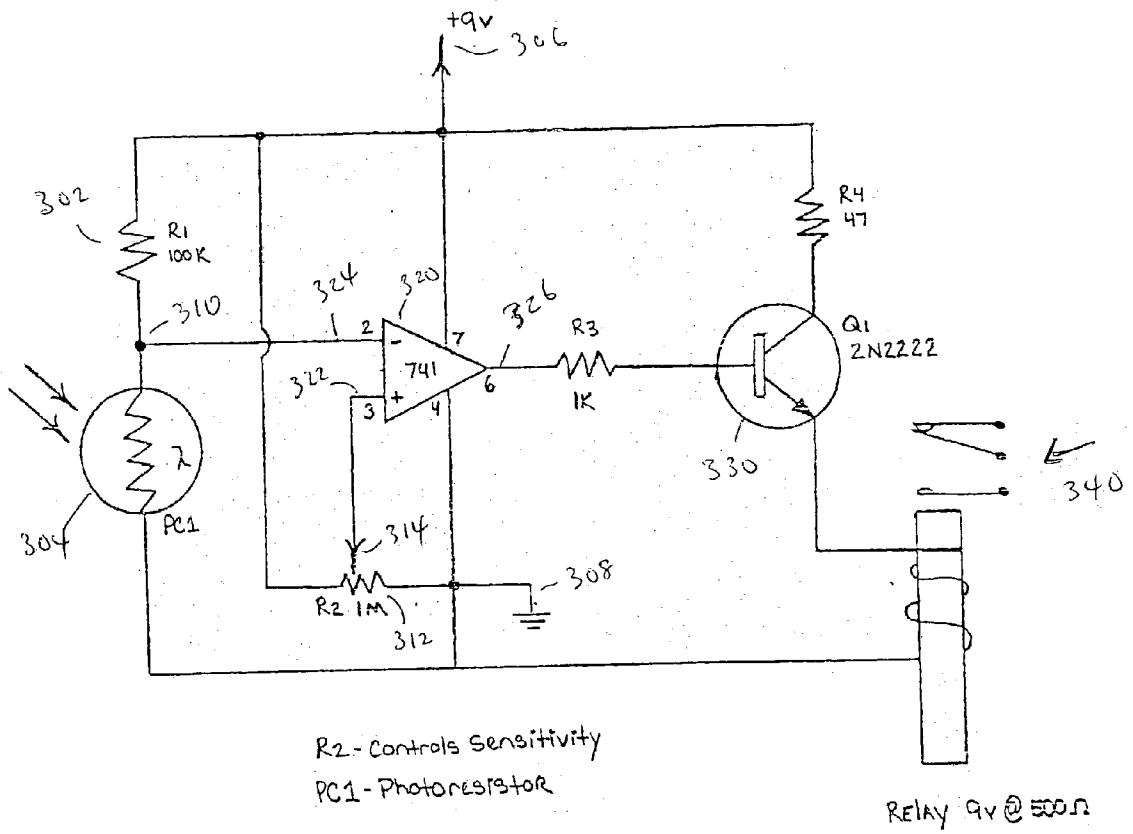 +9v
306
302
R1
100K
310
324
320
2
-
7
741
6
322
3
+
4
326
R3
1K
R4
47
Q1
2N2222
330
340
λ
304
PC1
314
R2 1M
312
308
R2-Controls Sensitivity
PC1-Photoresistor
RELAY 9v @ 500Ω